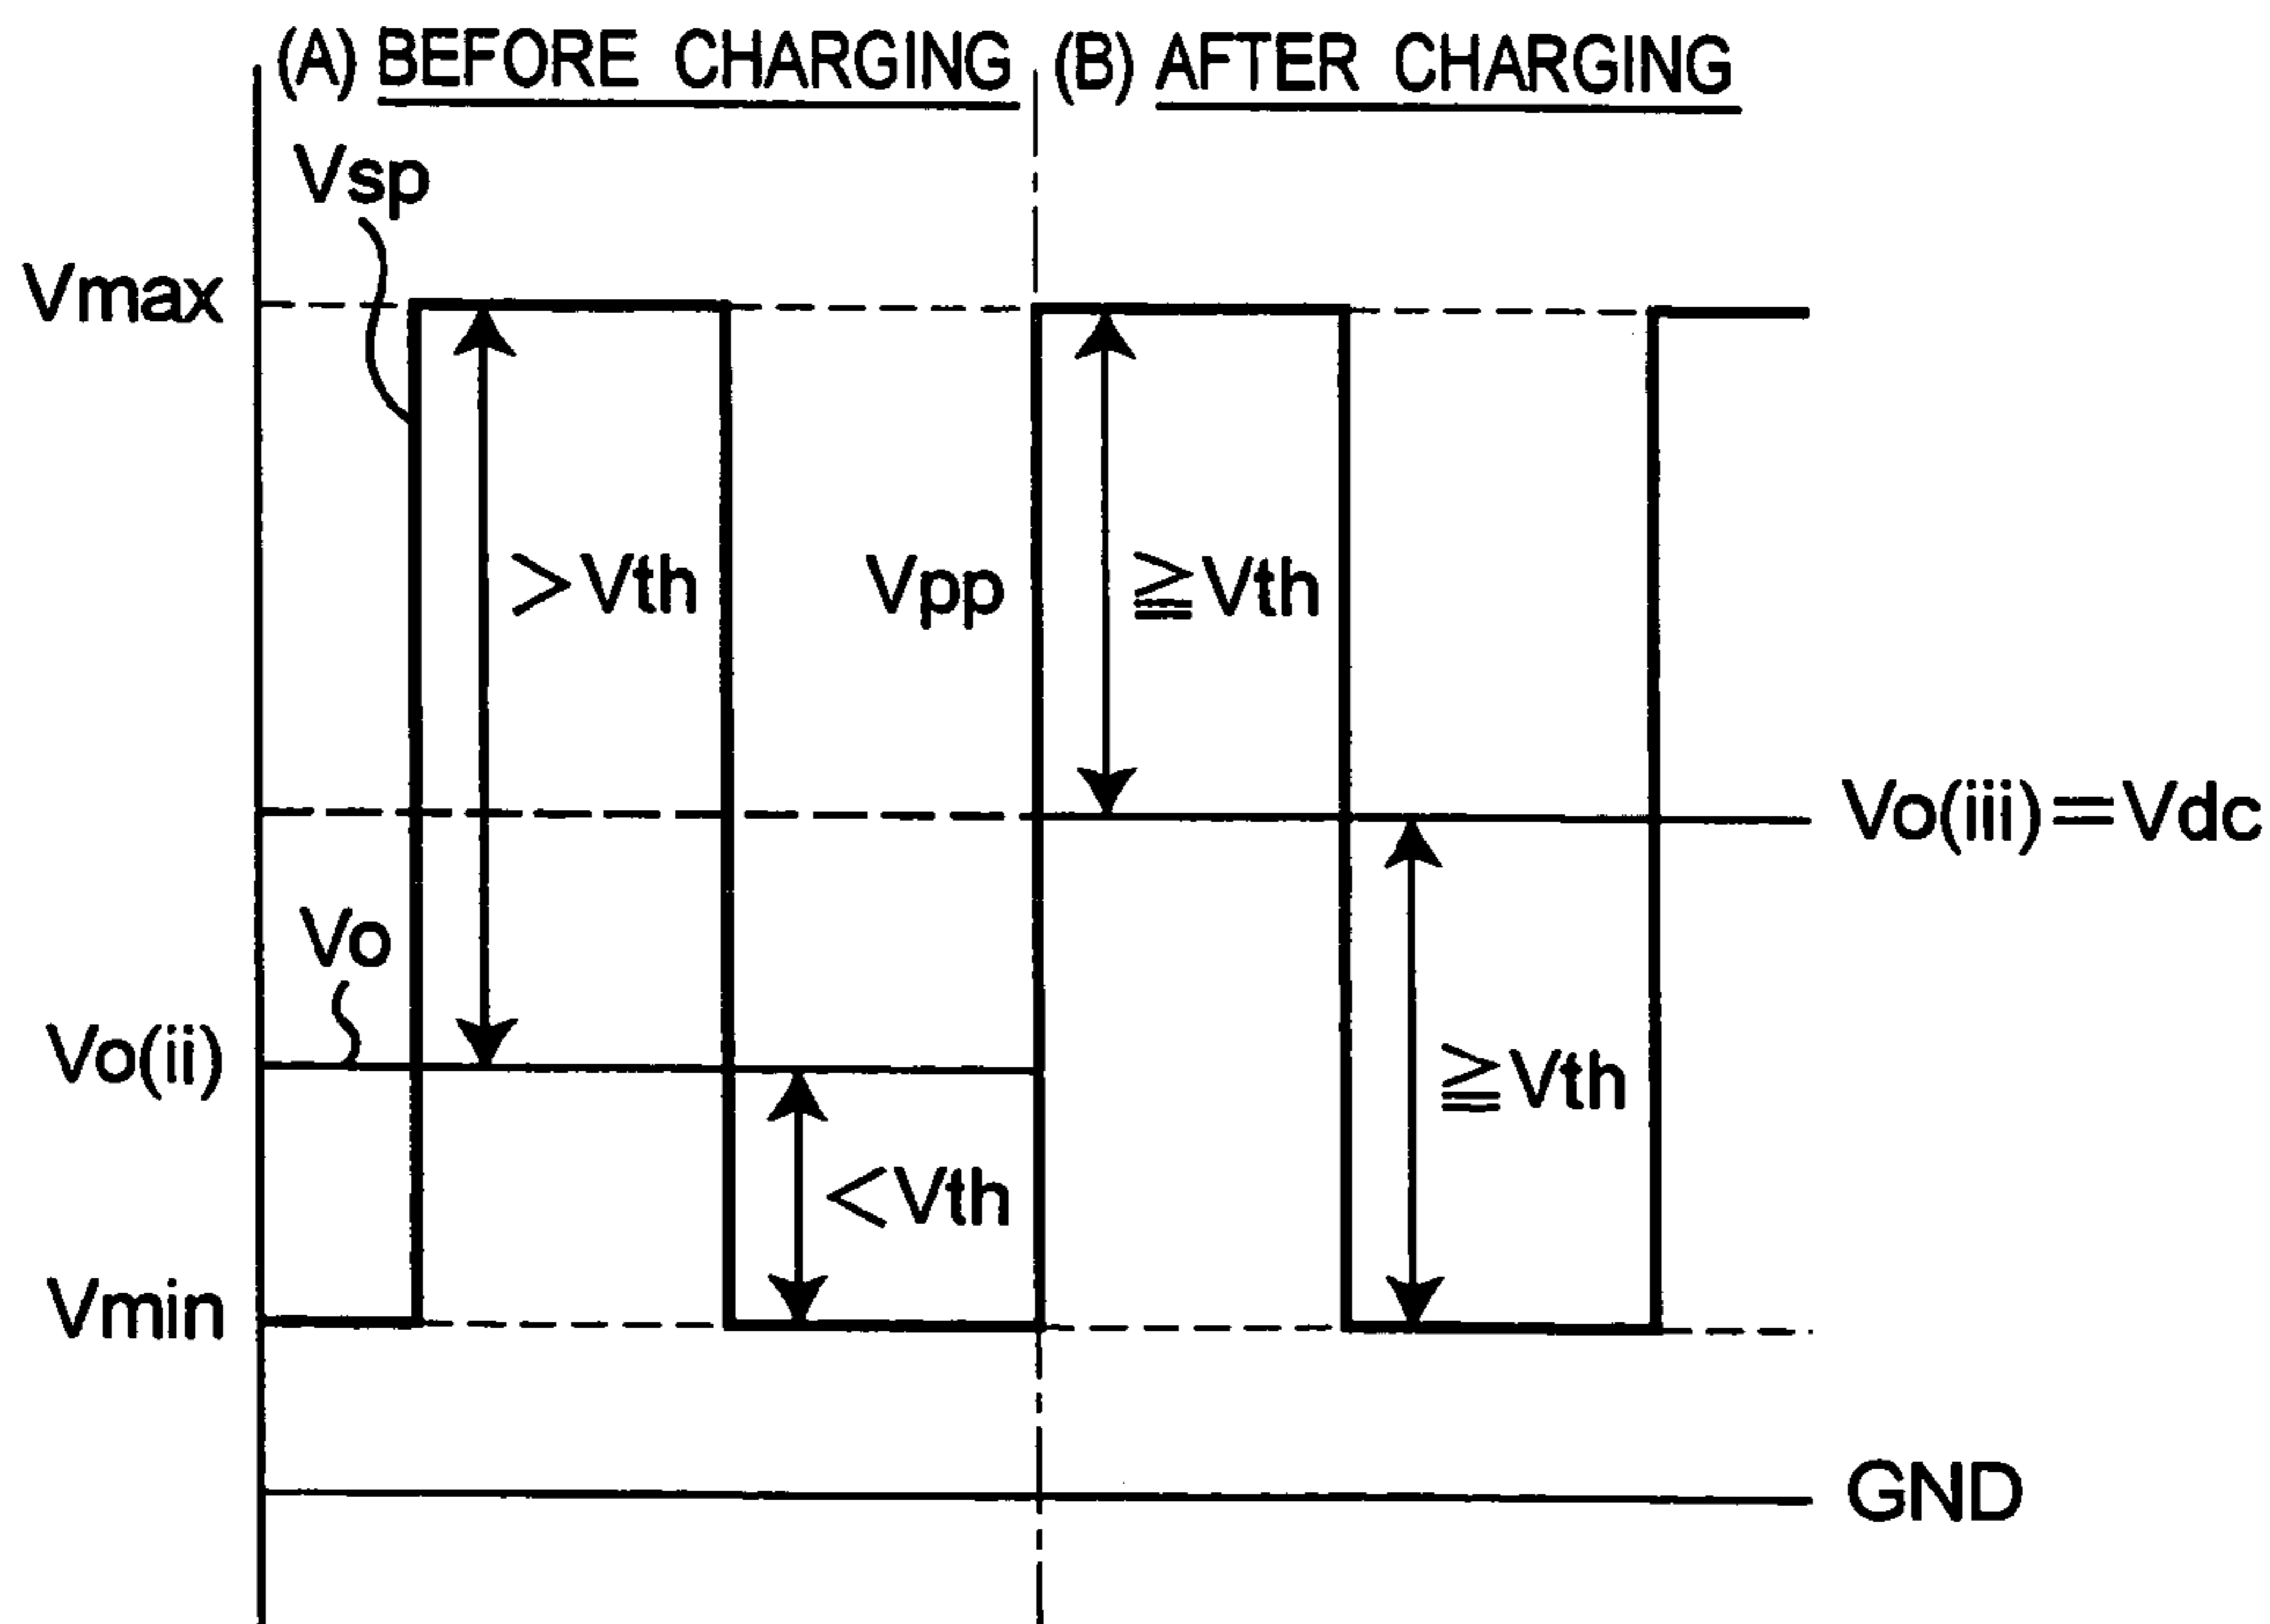 (A) BEFORE CHARGING
(B) AFTER CHARGING
Vsp
Vmax
>Vth
Vpp
≧Vth
Vo(iii)=Vdc
Vo
Vo(ii)
≧Vth
<Vth
Vmin
GND